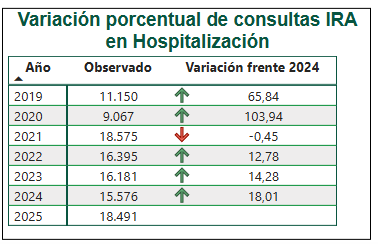 Variación porcentual de consultas IRA
en Hospitalización
Año Observado Variación frente 2024
2019 11.150 65,84
2020 9.067 103,94
2021 18.575 -0,45
2022 16.395 12,78
2023 16.181 14,28
2024 15.576 18,01
2025 18.491